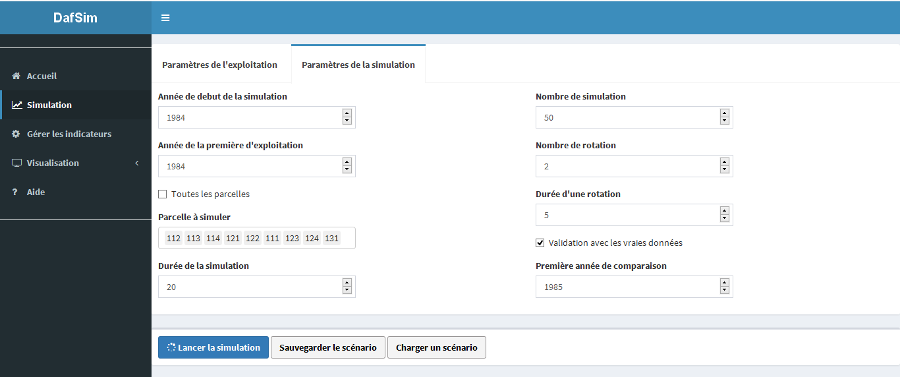 DafSim
Accueil
Simulation
Gérer les indicateurs
Visualisation
? Aide
Paramètres de l'exploitation
Paramètres de la simulation
Année de debut de la simulation
1984
Année de la première d'exploitation
1984
Toutes les parcelles
Parcelle à simuler
112 113 114 121 122 111 123 124 131
Durée de la simulation
20
Nombre de simulation
50
Nombre de rotation
2
Durée d'une rotation
5
Validation avec les vraies données
Première année de comparaison
1985
Lancer la simulation
Sauvegarder le scénario
Charger un scénario